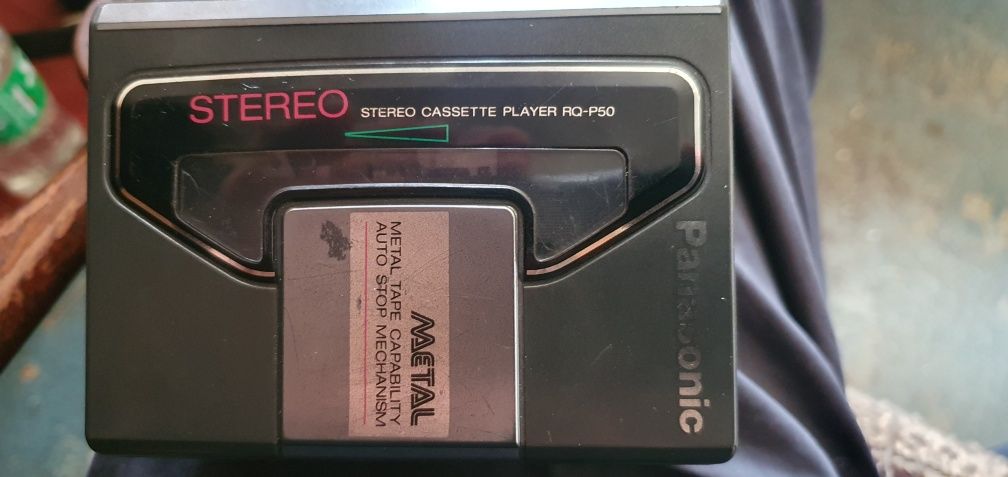 STEREO STEREO CASSETTE PLAYER RQ-P50
Panasonic
METAL
METAL TAPE CAPABILITY
AUTO STOP MECHANISM